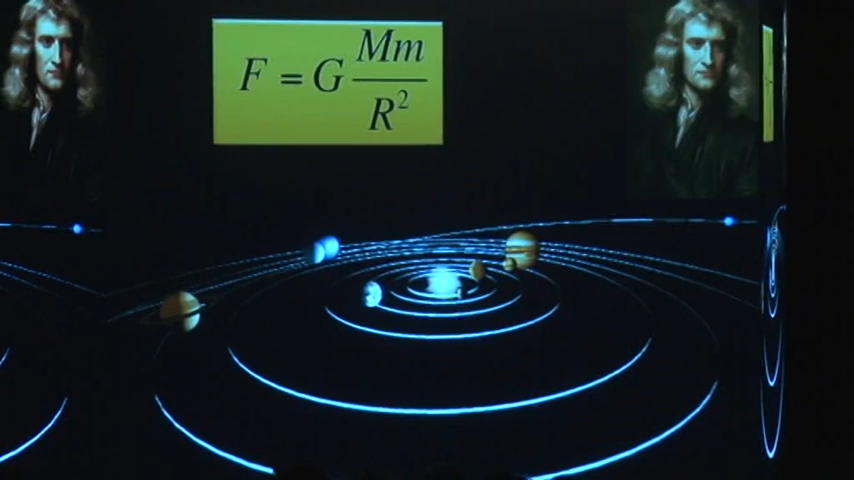 F = G Mm / R²